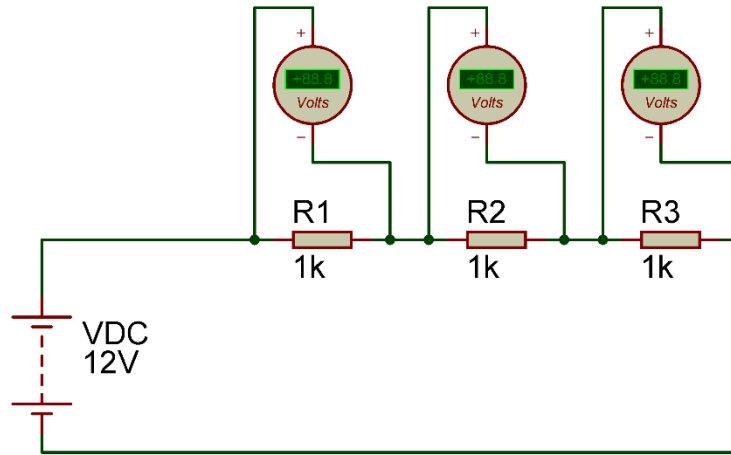 + + +
+88.8 +88.8 +88.8
Volts Volts Volts
− − −
R1 R2 R3
1k 1k 1k
VDC
12V